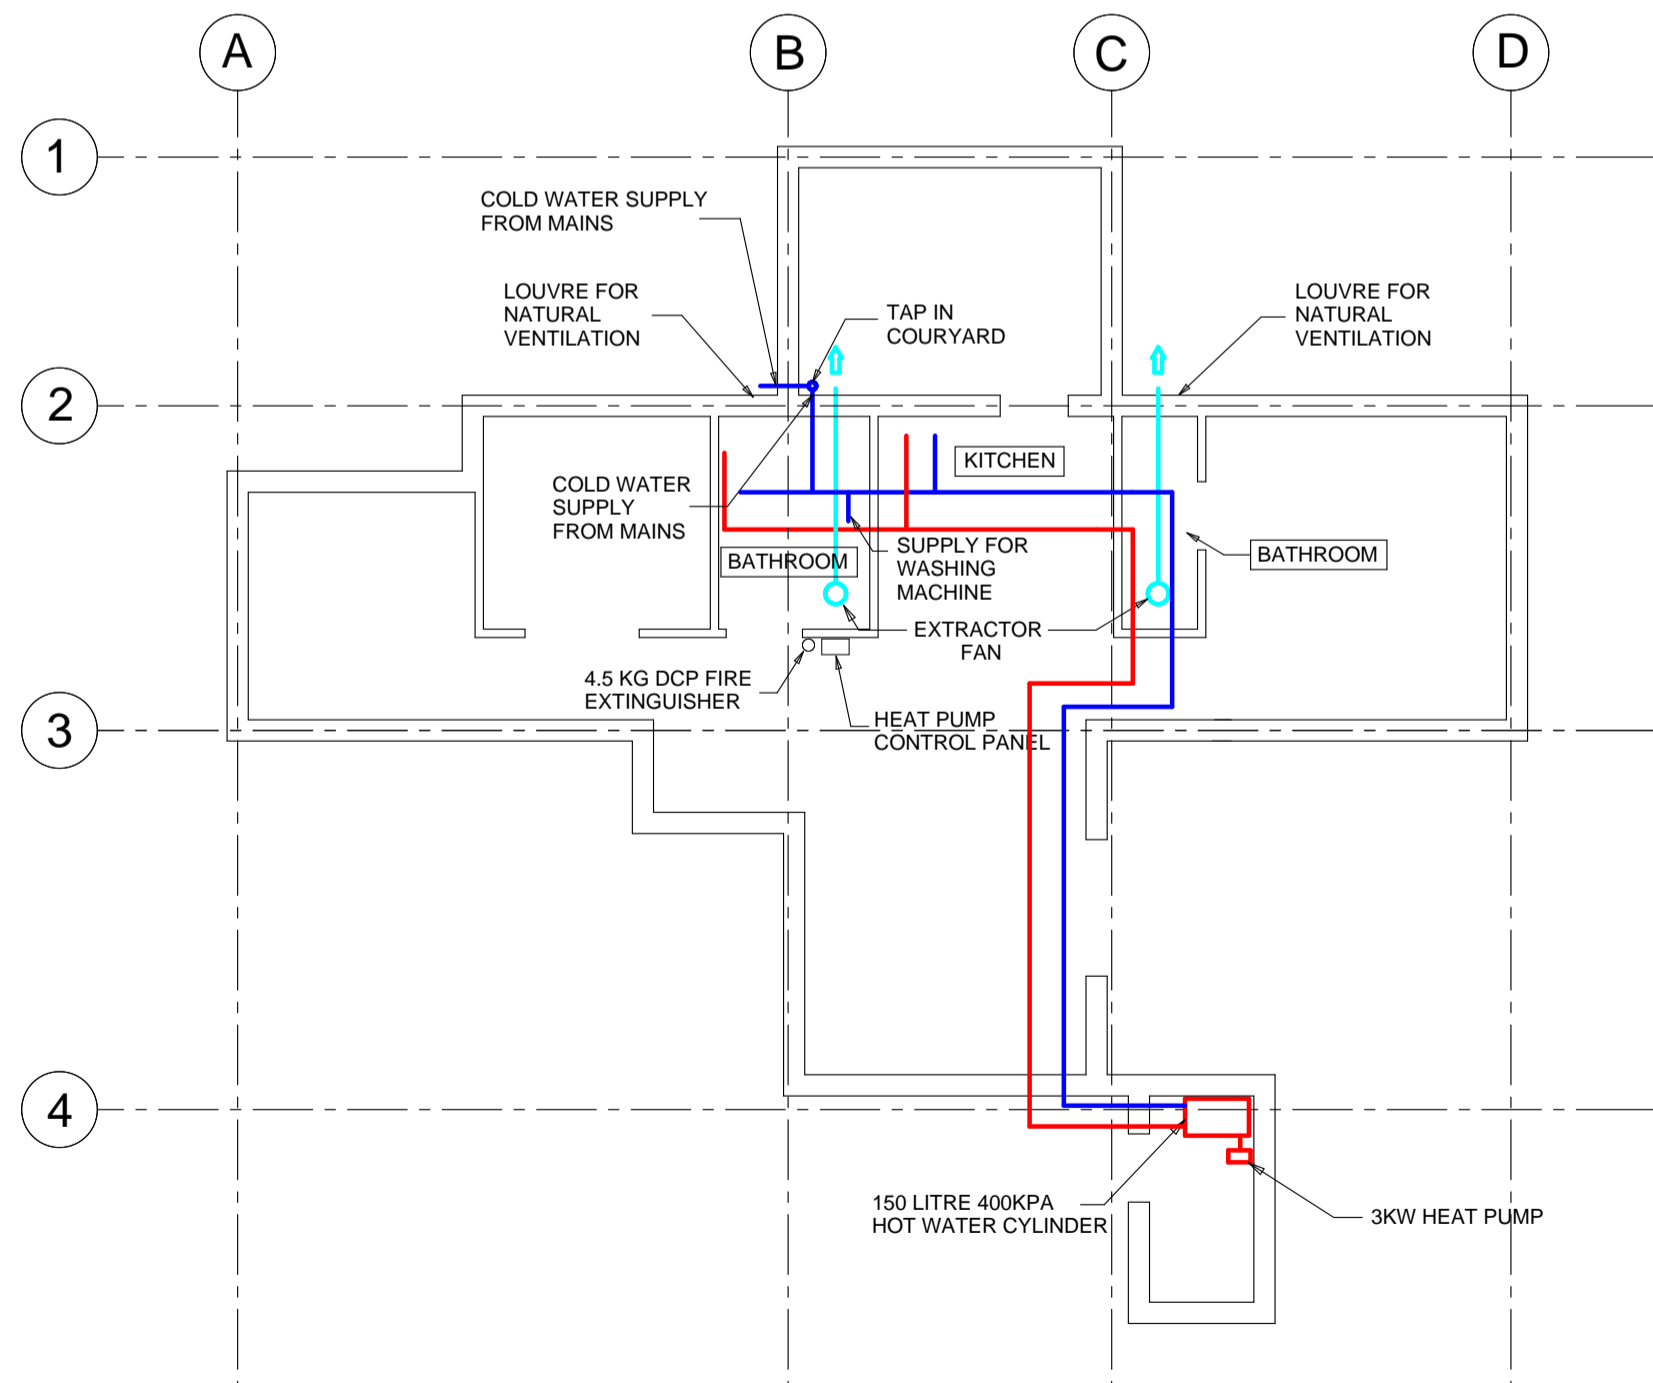 A
B
C
D
1
COLD WATER SUPPLY
FROM MAINS
LOUVRE FOR
NATURAL
VENTILATION
TAP IN
COURYARD
LOUVRE FOR
NATURAL
VENTILATION
2
KITCHEN
COLD WATER
SUPPLY
FROM MAINS
BATHROOM
SUPPLY FOR
WASHING
MACHINE
BATHROOM
EXTRACTOR
FAN
4.5 KG DCP FIRE
EXTINGUISHER
3
HEAT PUMP
CONTROL PANEL
4
150 LITRE 400KPA
HOT WATER CYLINDER
3KW HEAT PUMP